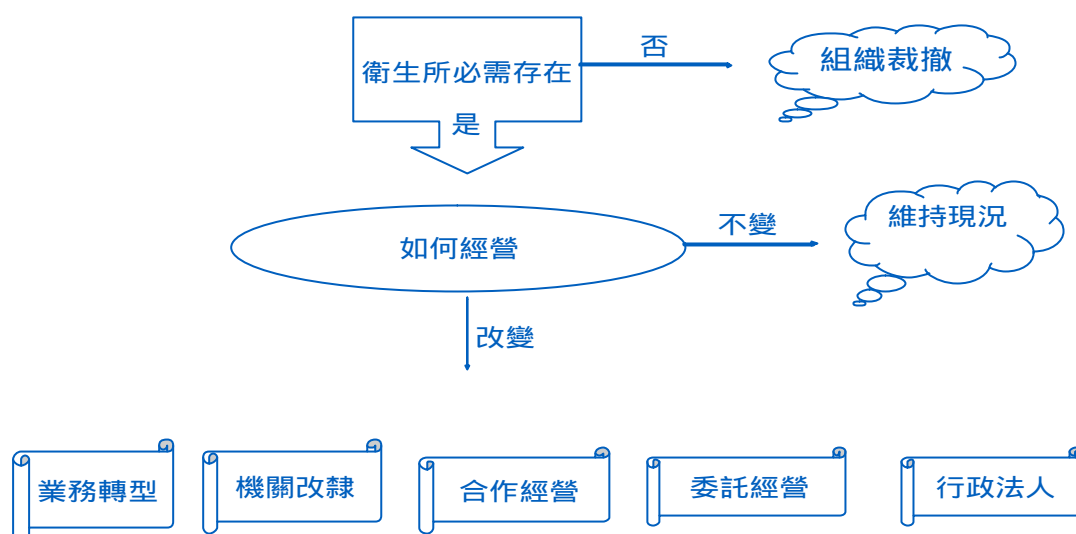 衛生所必需存在
否
組織裁撤
是
如何經營
不變
維持現況
改變
業務轉型
機關改隸
合作經營
委託經營
行政法人